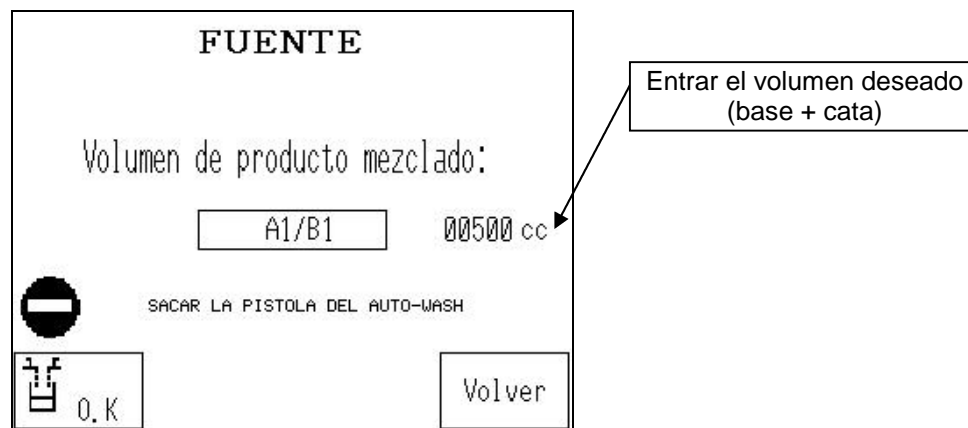 FUENTE
Entrar el volumen deseado
(base + cata)
Volumen de producto mezclado:
A1/B1 00500 cc
SACAR LA PISTOLA DEL AUTO-WASH
O.K
Volver